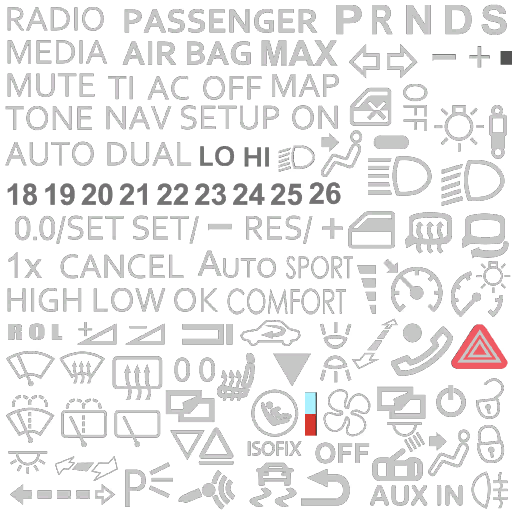 RADIO PASSENGER P R N D S
MEDIA AIR BAG MAX − +
MUTE TI AC OFF MAP OFF
TONE NAV SETUP ON
AUTO DUAL LO HI
18 19 20 21 22 23 24 25 26
0.0/SET SET/− RES/+
1x CANCEL AUTO SPORT
HIGH LOW OK COMFORT
ROL + −
00
ISOFIX OFF
P AUX IN